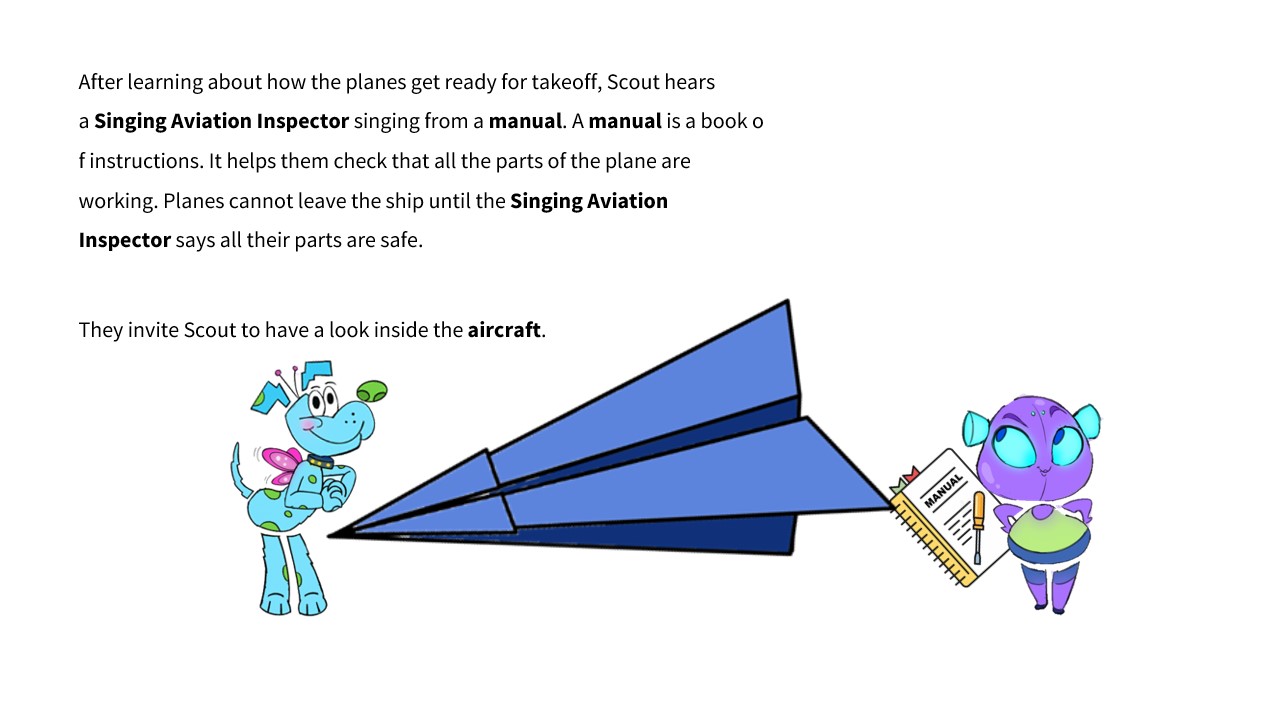 After learning about how the planes get ready for takeoff, Scout hears
a Singing Aviation Inspector singing from a manual. A manual is a book o
f instructions. It helps them check that all the parts of the plane are
working. Planes cannot leave the ship until the Singing Aviation
Inspector says all their parts are safe.
They invite Scout to have a look inside the aircraft.
MANUAL